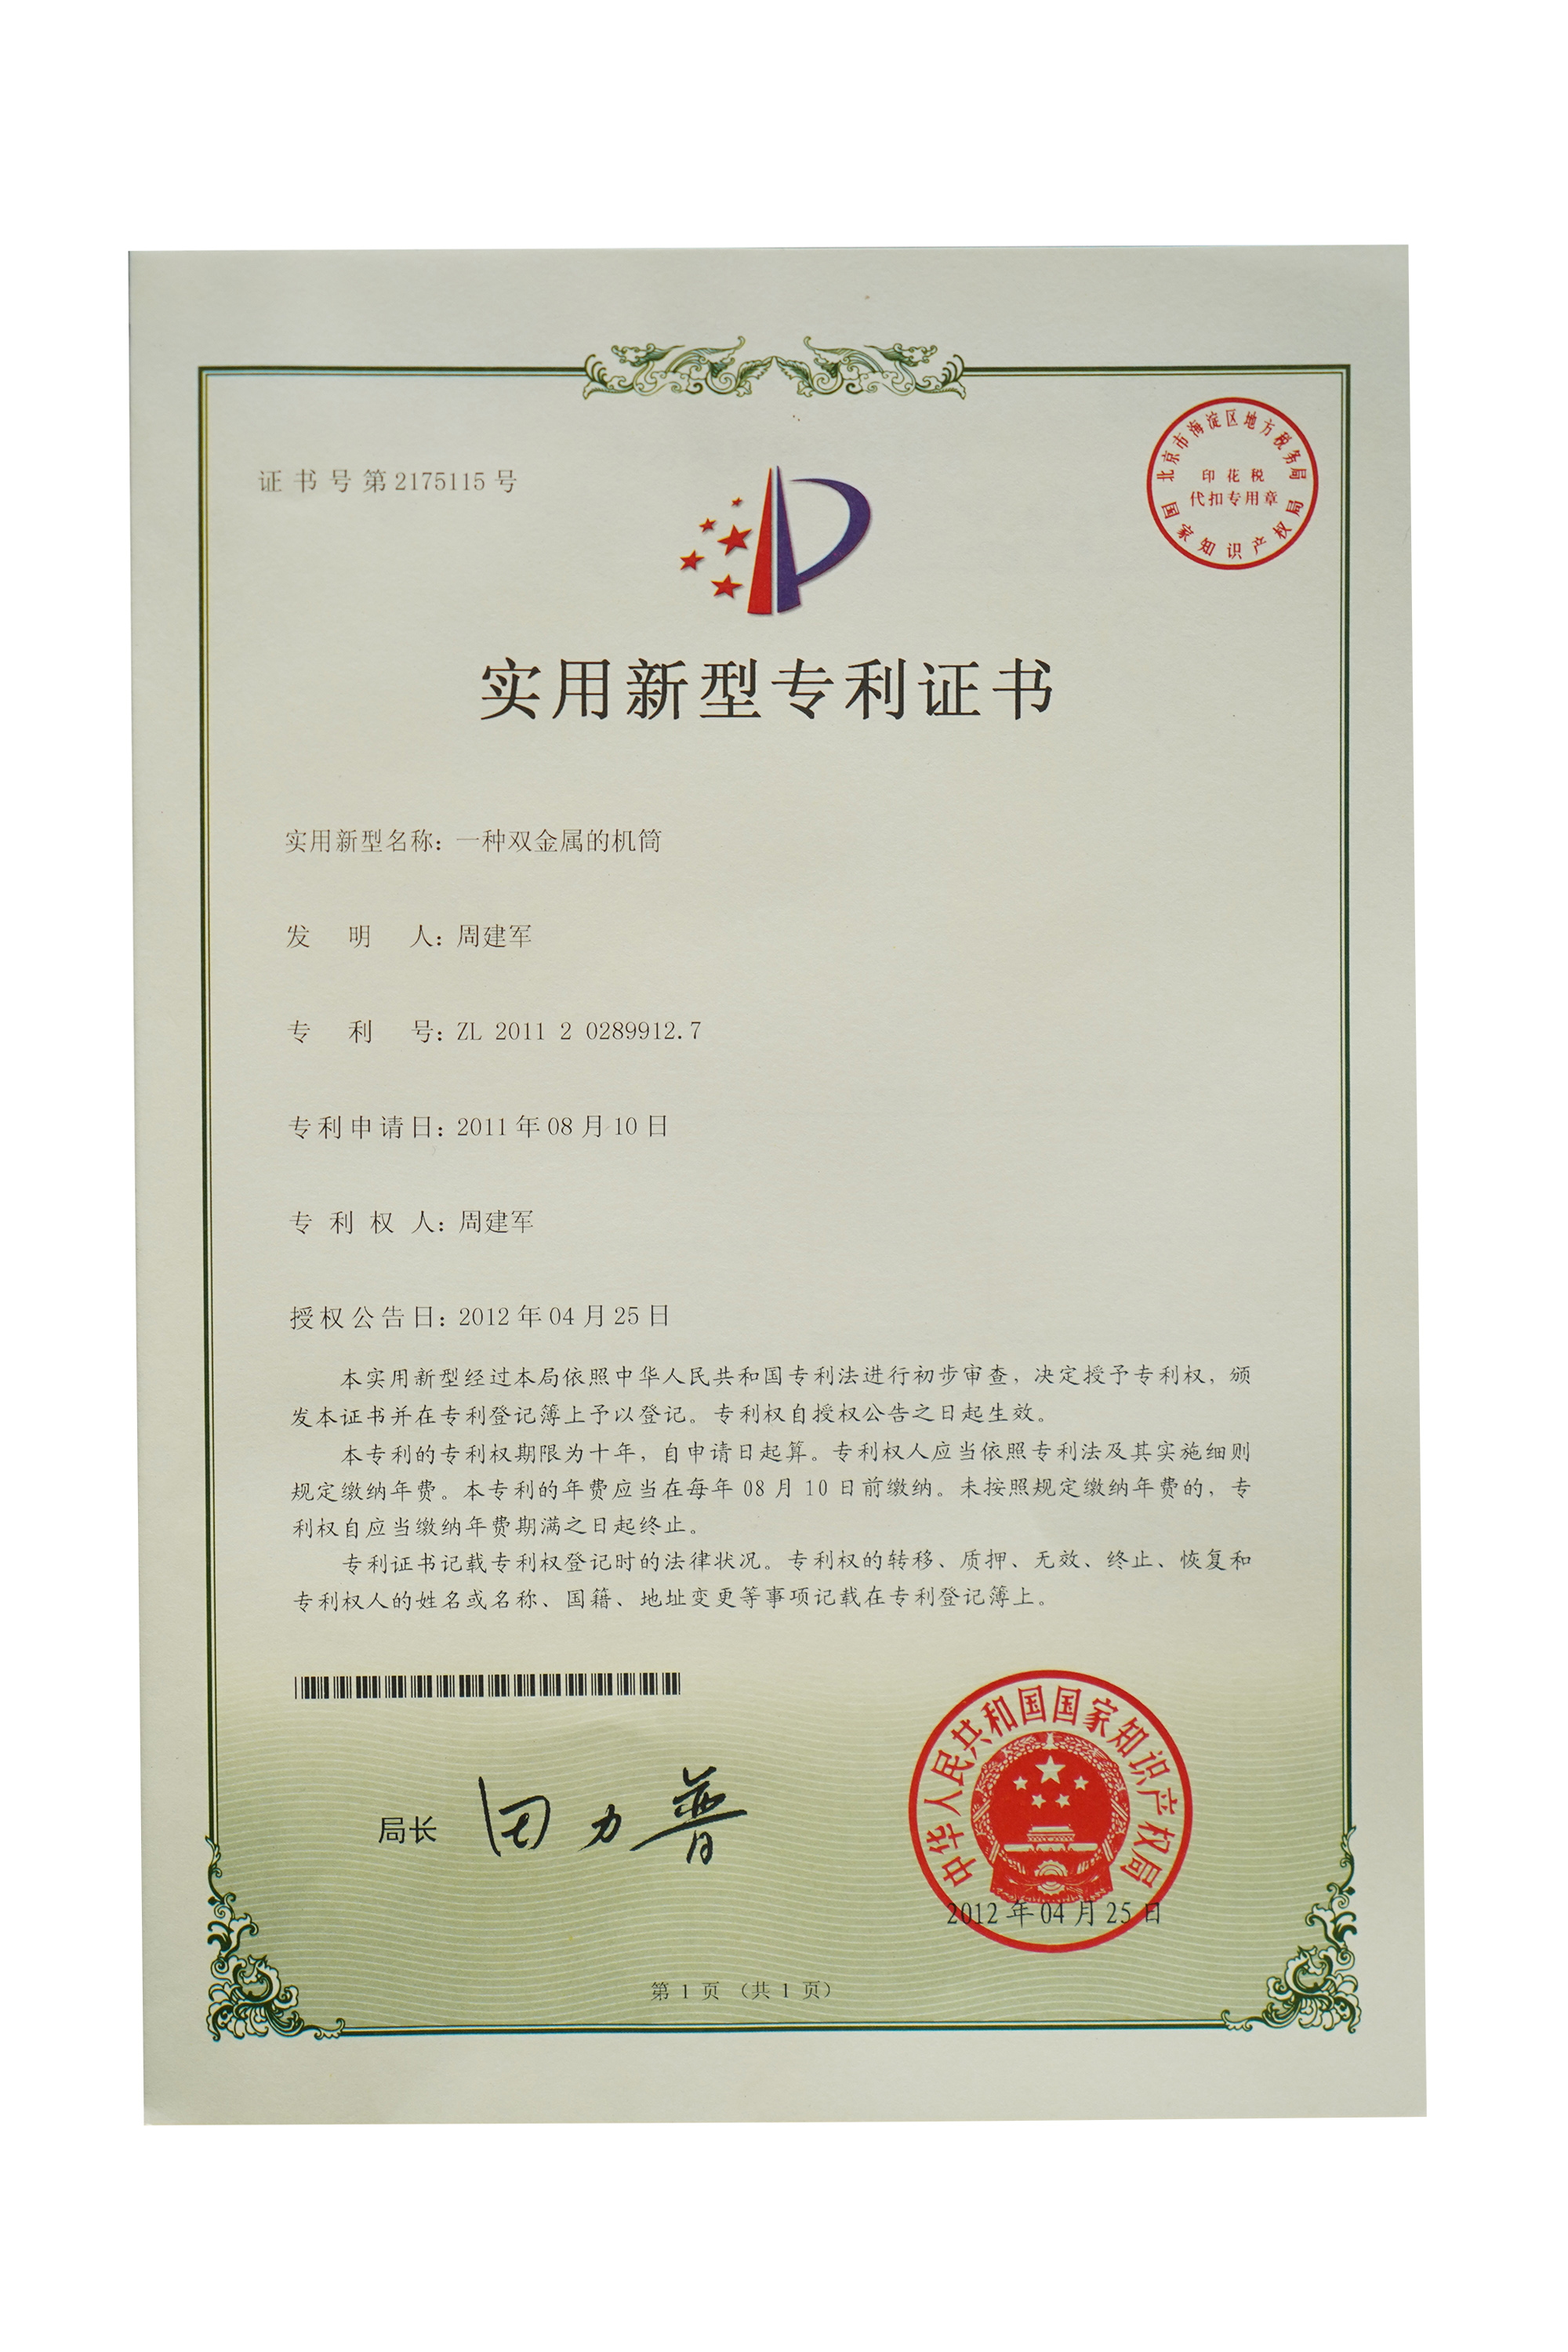 证书号第2175115号
北京市海淀区地方税务局
印花税
代扣专用章
国家知识产权局
实用新型专利证书
实用新型名称：一种双金属的机筒
发明人：周建军
专利号：ZL 2011 2 0289912.7
专利申请日：2011年08月10日
专利权人：周建军
授权公告日：2012年04月25日
本实用新型经过本局依照中华人民共和国专利法进行初步审查，决定授予专利权，颁
发本证书并在专利登记簿上予以登记。专利权自授权公告之日起生效。
本专利的专利权期限为十年，自申请日起算。专利权人应当依照专利法及其实施细则
规定缴纳年费。本专利的年费应当在每年08月10日前缴纳。未按照规定缴纳年费的，专
利权自应当缴纳年费期满之日起终止。
专利证书记载专利权登记时的法律状况。专利权的转移、质押、无效、终止、恢复和
专利权人的姓名或名称、国籍、地址变更等事项记载在专利登记簿上。
局长 田力普
中华人民共和国国家知识产权局
2012年04月25日
第1页（共1页）